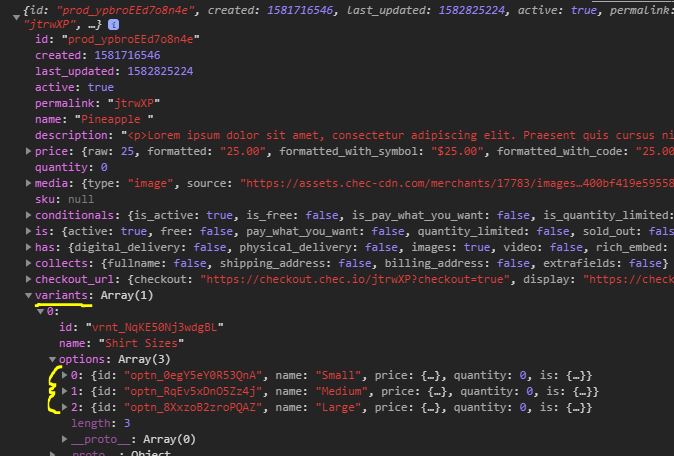 {id: "prod_ypbroEEd7o8n4e", created: 1581716546, last_updated: 1582825224, active: true, permalink:
"jtrwXP", …} i
id: "prod_ypbroEEd7o8n4e"
created: 1581716546
last_updated: 1582825224
active: true
permalink: "jtrwXP"
name: "Pineapple "
description: "<p>Lorem ipsum dolor sit amet, consectetur adipiscing elit. Praesent quis cursus ni
price: {raw: 25, formatted: "25.00", formatted_with_symbol: "$25.00", formatted_with_code: "25.00
quantity: 0
media: {type: "image", source: "https://assets.chec-cdn.com/merchants/17783/images…400bf419e59558
sku: null
conditionals: {is_active: true, is_free: false, is_pay_what_you_want: false, is_quantity_limited:
is: {active: true, free: false, pay_what_you_want: false, quantity_limited: false, sold_out: fals
has: {digital_delivery: false, physical_delivery: false, images: true, video: false, rich_embed:
collects: {fullname: false, shipping_address: false, billing_address: false, extrafields: false}
checkout_url: {checkout: "https://checkout.chec.io/jtrwXP?checkout=true", display: "https://check
variants: Array(1)
0:
id: "vrnt_NqKE50Nj3wdgBL"
name: "Shirt Sizes"
options: Array(3)
0: {id: "optn_0egY5eY0R53QnA", name: "Small", price: {…}, quantity: 0, is: {…}}
1: {id: "optn_RqEv5xDnO5Zz4j", name: "Medium", price: {…}, quantity: 0, is: {…}}
2: {id: "optn_8XxzoB2zroPQAZ", name: "Large", price: {…}, quantity: 0, is: {…}}
length: 3
__proto__: Array(0)
__proto__: Object